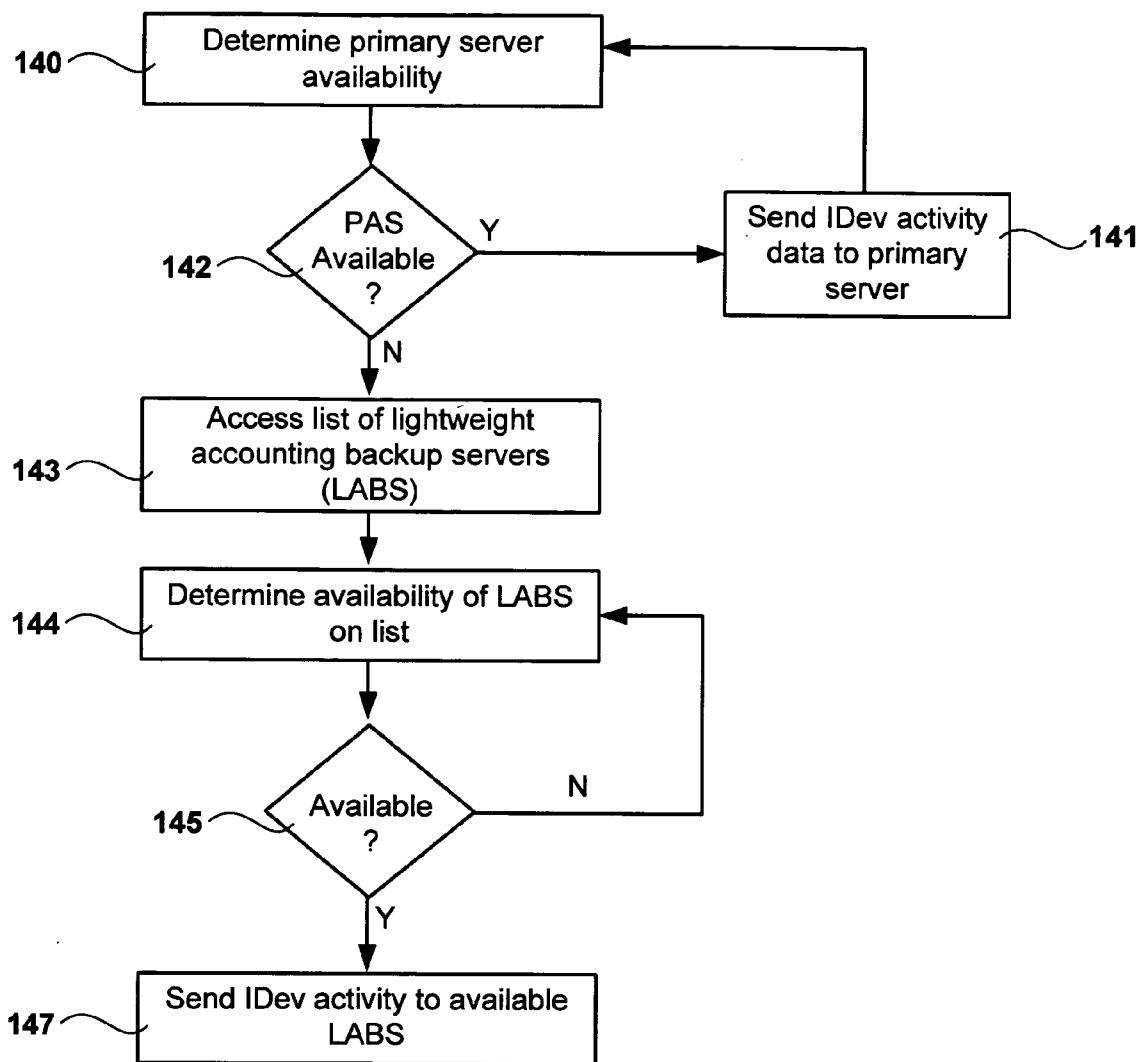 Determine primary server
availability
140
PAS
Available
?
142
Y
N
Send IDev activity
data to primary
server
141
Access list of lightweight
accounting backup servers
(LABS)
143
Determine availability of LABS
on list
144
Available
?
145
N
Y
Send IDev activity to available
LABS
147